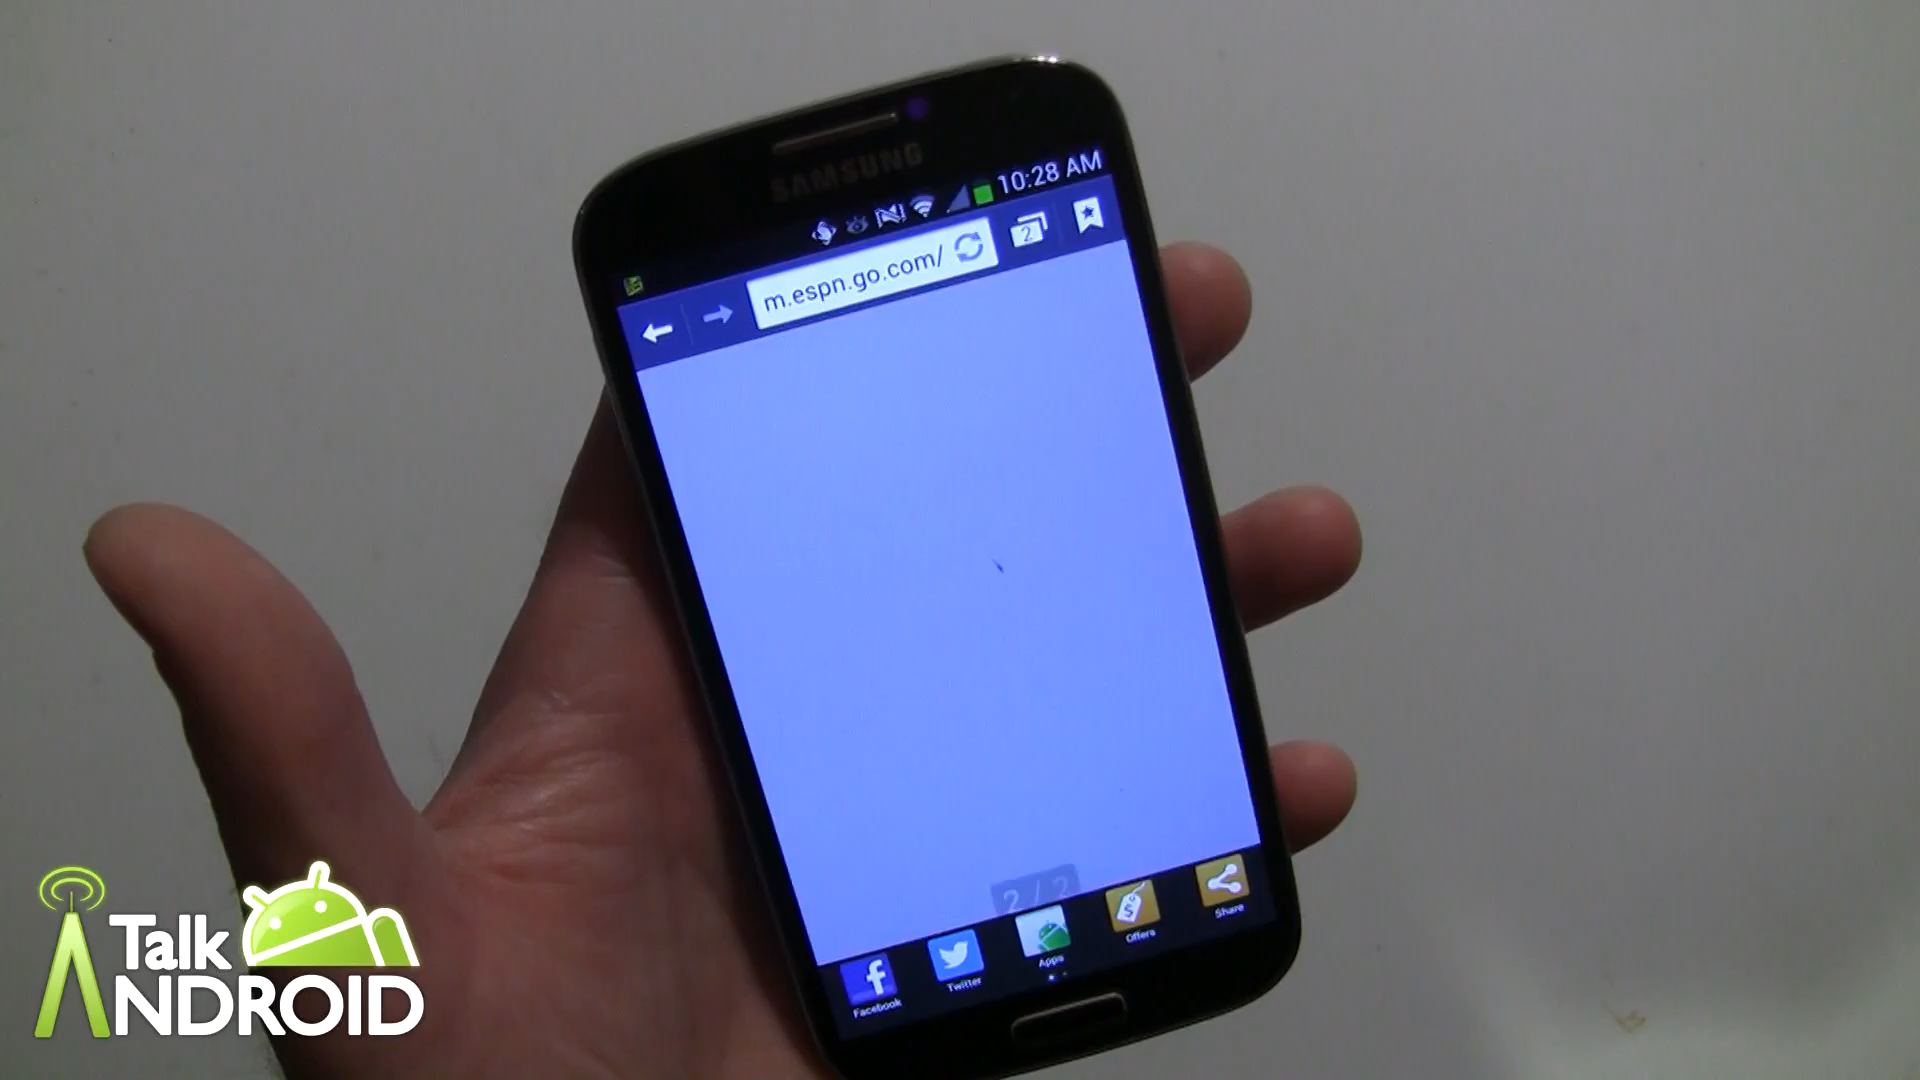 SAMSUNG
10:28 AM
m.espn.go.com/
2
2 / 2
Facebook
Twitter
Apps
Offers
Share
Talk
ANDROID